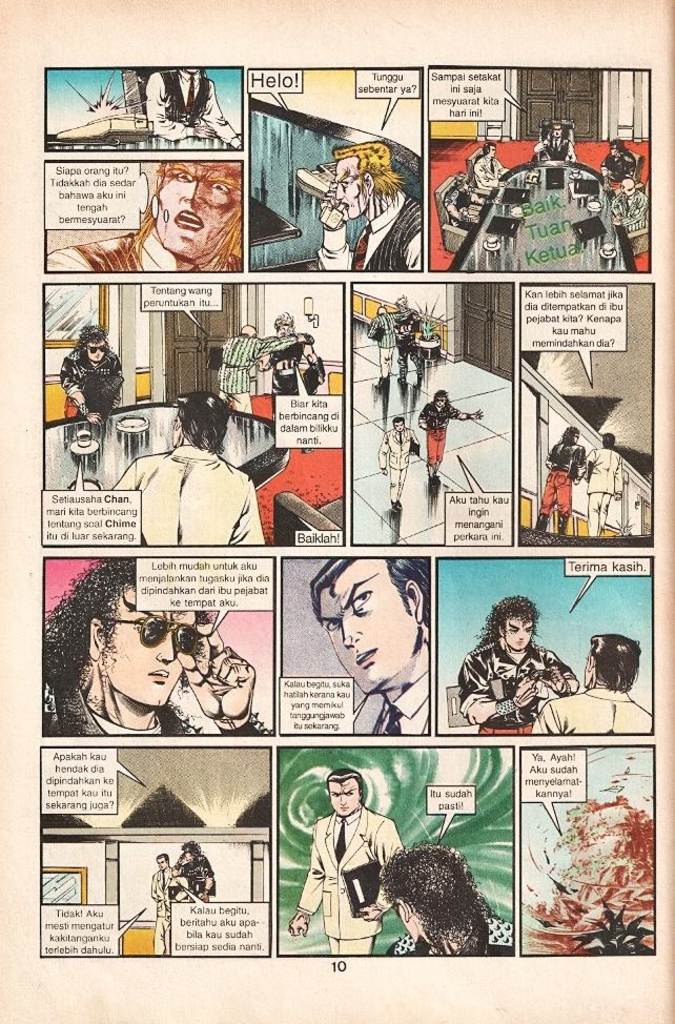 Siapa orang itu?
Tidakkah dia sedar
bahawa aku ini
tengah
bermesyuarat?
Helo!
Tunggu
sebentar ya?
Sampai setakat
ini saja
mesyuarat kita
hari ini!
Baik
Tuan
Ketua!
Tentang wang
peruntukan itu...
Biar kita
berbincang di
dalam bilikku
nanti.
Setiausaha Chan,
mari kita berbincang
tentang soal Chime
itu di luar sekarang.
Baiklah!
Aku tahu kau
ingin
menangani
perkara ini.
Kan lebih selamat jika
dia ditempatkan di ibu
pejabat kita? Kenapa
kau mahu
memindahkan dia?
Lebih mudah untuk aku
menjalankan tugasku jika dia
dipindahkan dari ibu pejabat
ke tempat aku.
Kalau begitu, suka
hatilah kerana kau
yang memikul
tanggungjawab
itu sekarang.
Terima kasih.
Apakah kau
hendak dia
dipindahkan ke
tempat kau itu
sekarang juga?
Tidak! Aku
mesti mengatur
kakitanganku
terlebih dahulu.
Kalau begitu,
beritahu aku apa-
bila kau sudah
bersiap sedia nanti.
Itu sudah
pasti!
Ya, Ayah!
Aku sudah
menyelamat-
kannya!
10